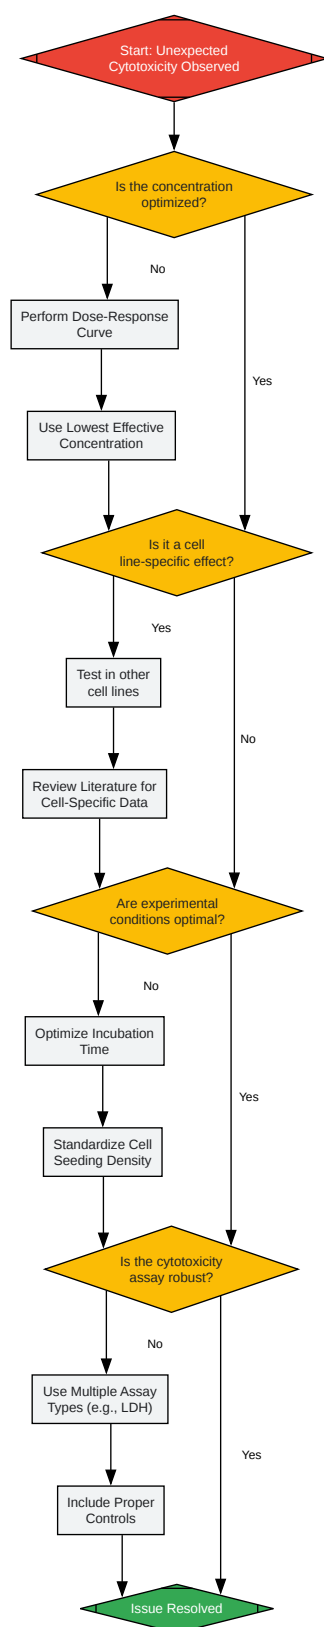 Start: Unexpected
Cytotoxicity Observed
Is the concentration
optimized?
No
Perform Dose-Response
Curve
Yes
Use Lowest Effective
Concentration
Is it a cell
line-specific effect?
Yes
Test in other
cell lines
No
Review Literature for
Cell-Specific Data
Are experimental
conditions optimal?
No
Optimize Incubation
Time
Yes
Standardize Cell
Seeding Density
Is the cytotoxicity
assay robust?
No
Use Multiple Assay
Types (e.g., LDH)
Yes
Include Proper
Controls
Issue Resolved